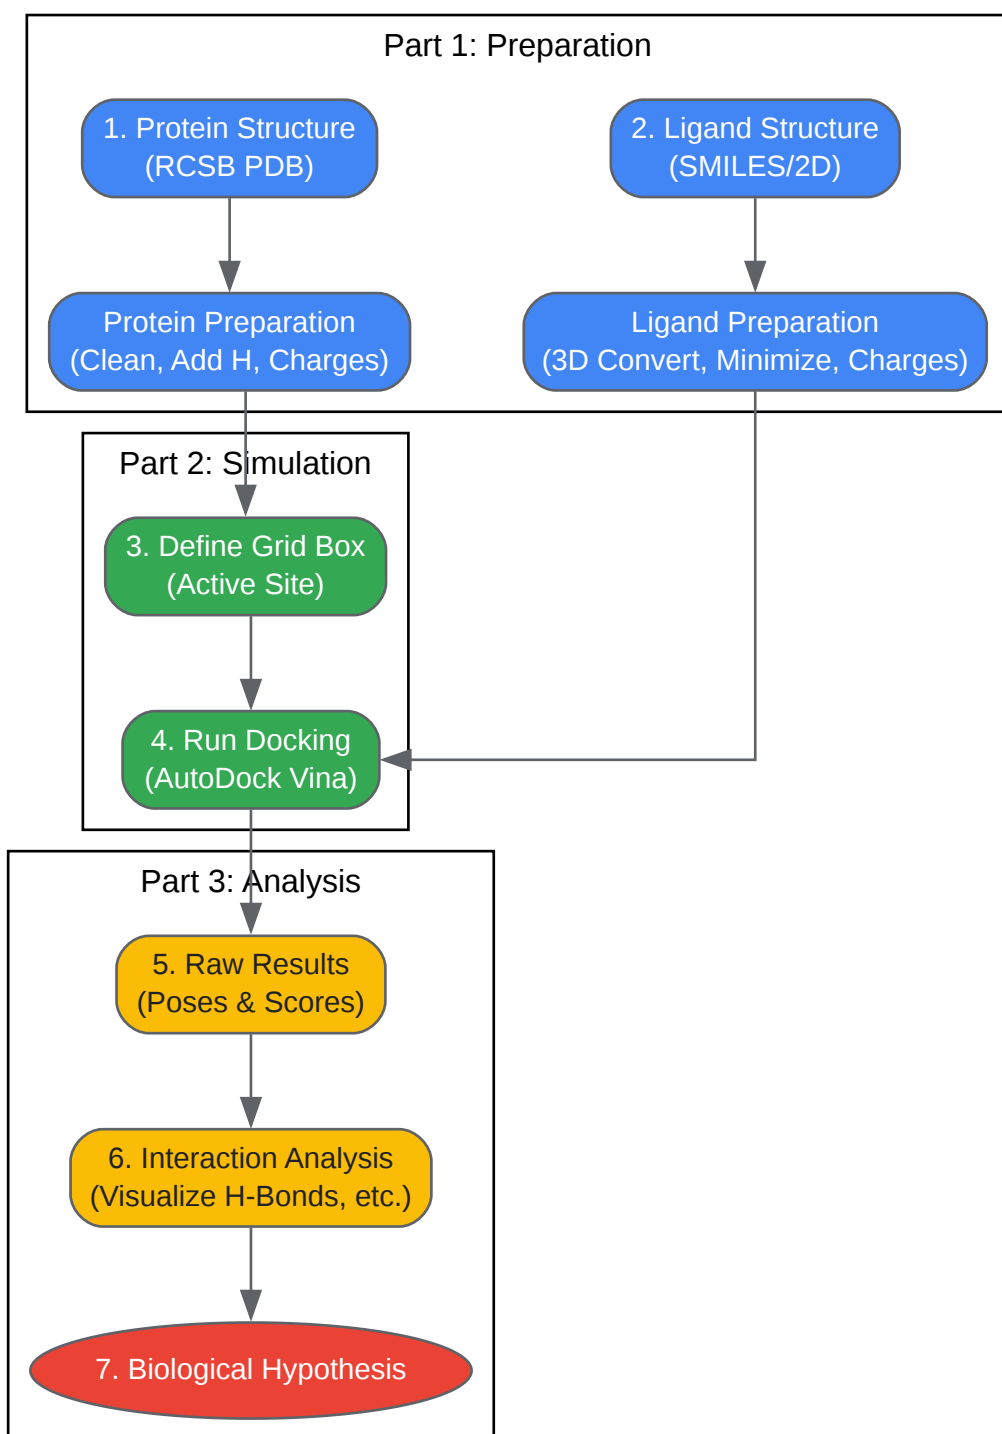 Part 1: Preparation
1. Protein Structure
(RCSB PDB)
2. Ligand Structure
(SMILES/2D)
Protein Preparation
(Clean, Add H, Charges)
Ligand Preparation
(3D Convert, Minimize, Charges)
Part 2: Simulation
3. Define Grid Box
(Active Site)
4. Run Docking
(AutoDock Vina)
Part 3: Analysis
5. Raw Results
(Poses & Scores)
6. Interaction Analysis
(Visualize H-Bonds, etc.)
7. Biological Hypothesis